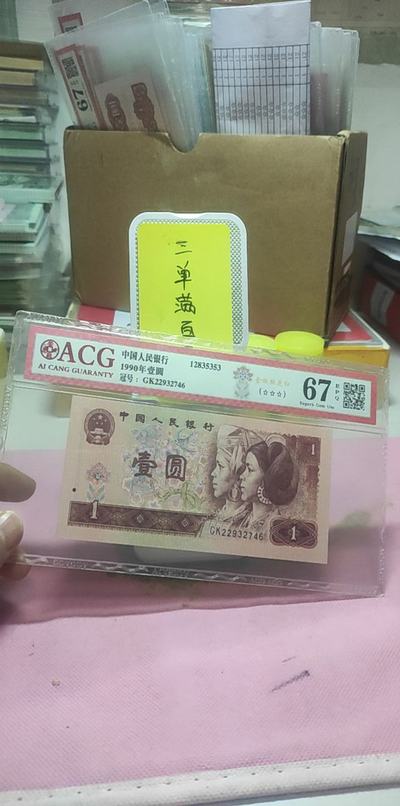 67
三单满百
ACG
AI CANG GUARANTY
中国人民银行
1990年壹圆
冠号: GK22932746
12835353
(☆☆☆)
67
EPQ
Superb Gem Unc
中国人民银行
壹圆
1
1
GK22932746
1